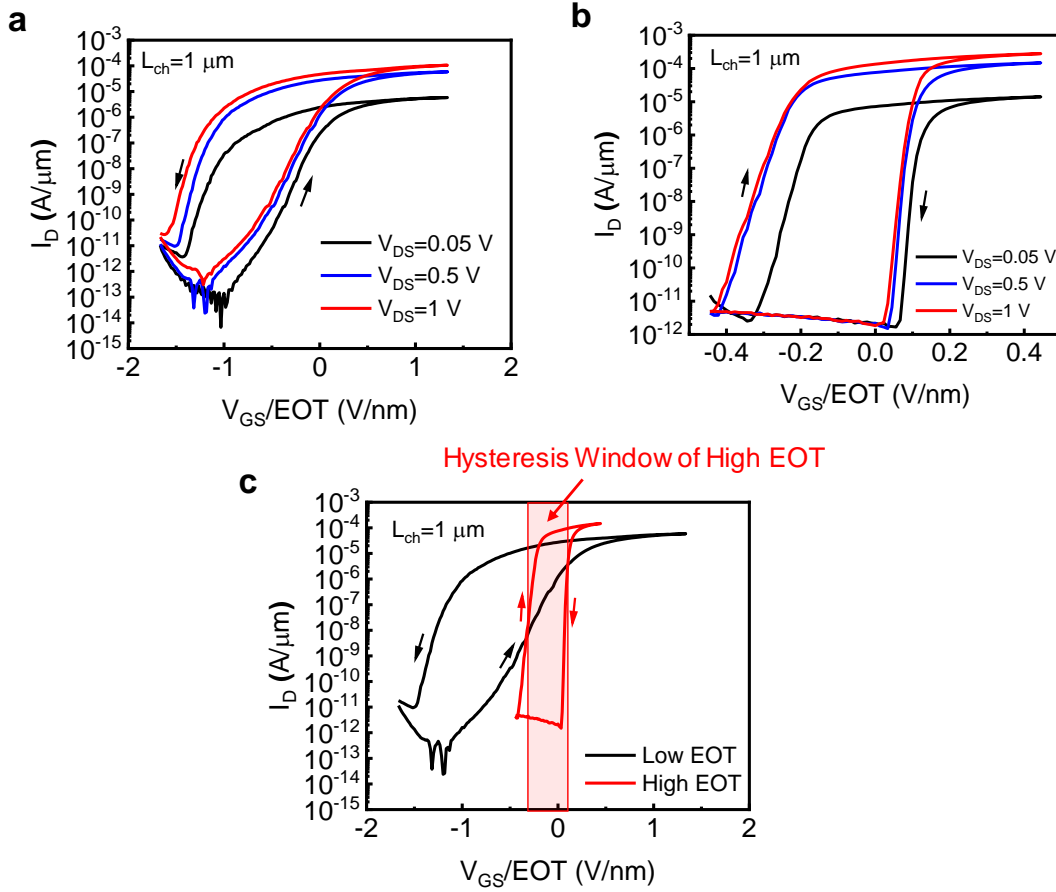 a
10⁻³
10⁻⁴
10⁻⁵
10⁻⁶
10⁻⁷
10⁻⁸
10⁻⁹
10⁻¹⁰
10⁻¹¹
10⁻¹²
10⁻¹³
10⁻¹⁴
10⁻¹⁵
I_D (A/μm)
L_ch=1 μm
V_DS=0.05 V
V_DS=0.5 V
V_DS=1 V
-2 -1 0 1 2
V_GS/EOT (V/nm)
b
10⁻³
10⁻⁴
10⁻⁵
10⁻⁶
10⁻⁷
10⁻⁸
10⁻⁹
10⁻¹⁰
10⁻¹¹
10⁻¹²
I_D (A/μm)
L_ch=1 μm
V_DS=0.05 V
V_DS=0.5 V
V_DS=1 V
-0.4 -0.2 0.0 0.2 0.4
V_GS/EOT (V/nm)
Hysteresis Window of High EOT
c
10⁻³
10⁻⁴
10⁻⁵
10⁻⁶
10⁻⁷
10⁻⁸
10⁻⁹
10⁻¹⁰
10⁻¹¹
10⁻¹²
10⁻¹³
10⁻¹⁴
10⁻¹⁵
I_D (A/μm)
L_ch=1 μm
Low EOT
High EOT
-2 -1 0 1 2
V_GS/EOT (V/nm)